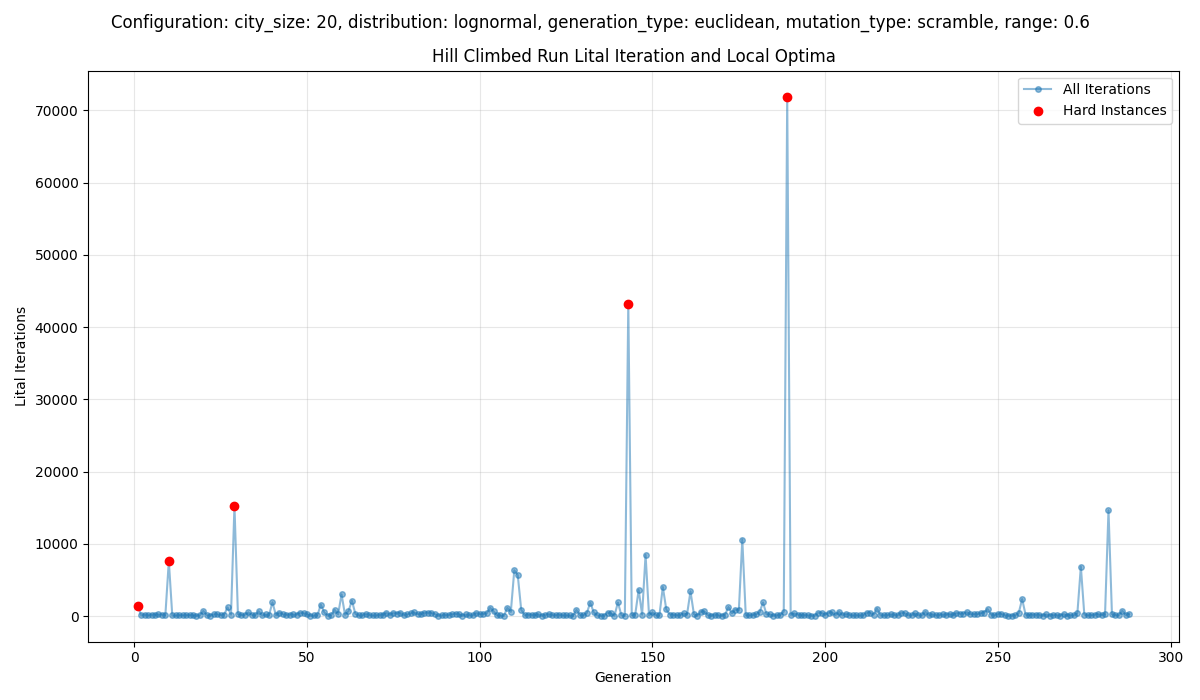 Configuration: city_size: 20, distribution: lognormal, generation_type: euclidean, mutation_type: scramble, range: 0.6
Hill Climbed Run Lital Iteration and Local Optima
All Iterations
Hard Instances
Lital Iterations
70000
60000
50000
40000
30000
20000
10000
0
0 50 100 150 200 250 300
Generation